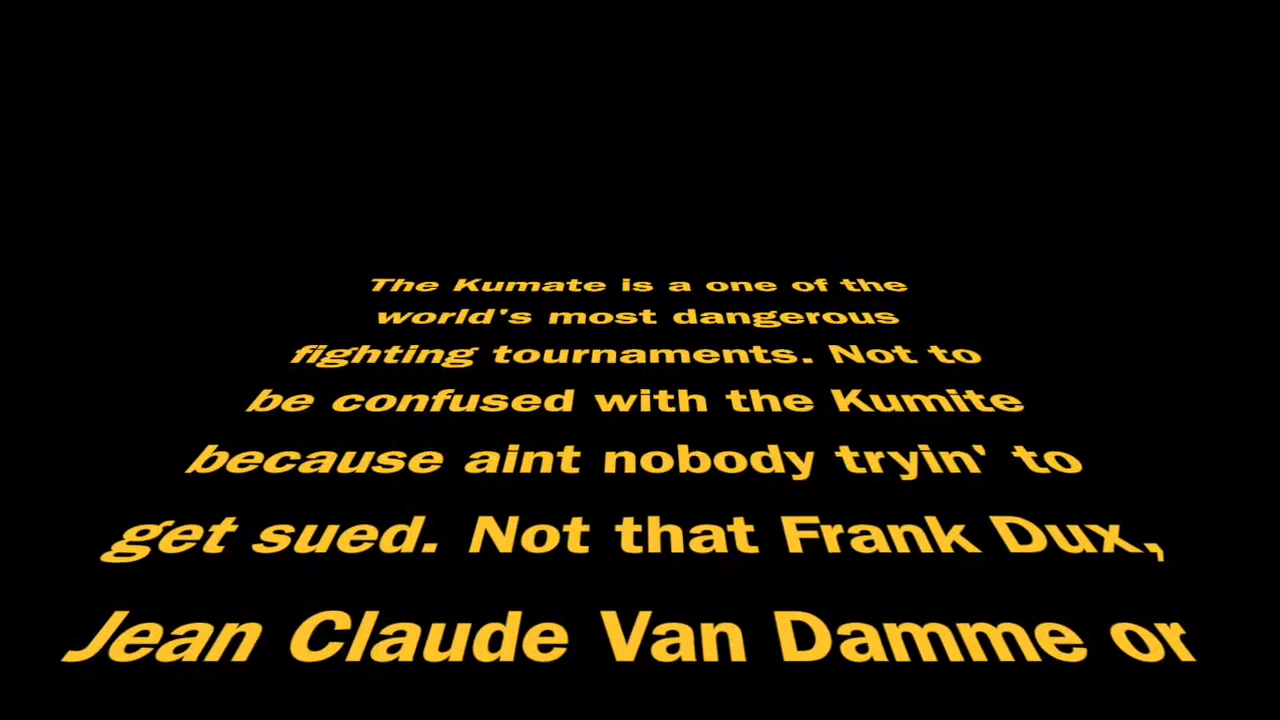 The Kumate is a one of the
world's most dangerous
fighting tournaments. Not to
be confused with the Kumite
because aint nobody tryin' to
get sued. Not that Frank Dux,
Jean Claude Van Damme or